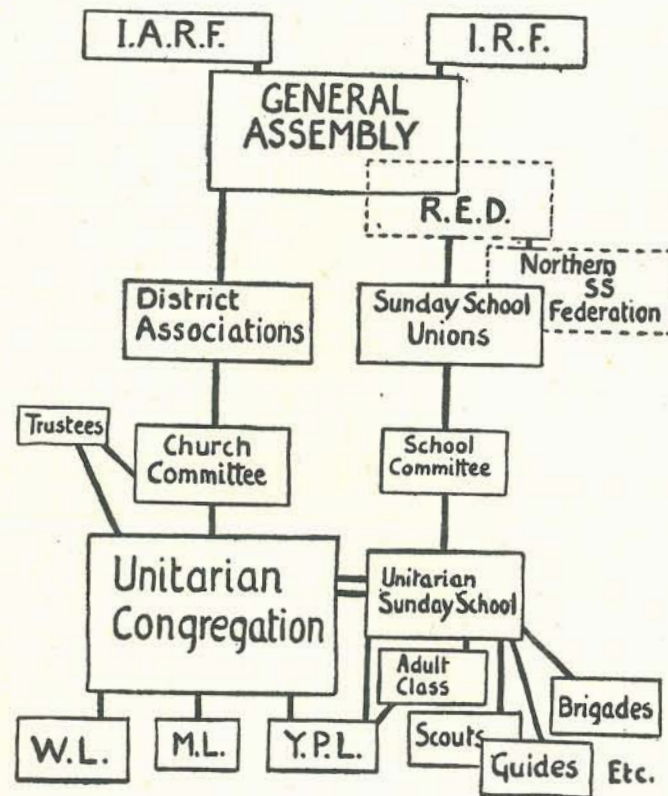 I.A.R.F.
I.R.F.
GENERAL
ASSEMBLY
R.E.D.
Northern
SS
Federation
District
Associations
Sunday School
Unions
Trustees
Church
Committee
School
Committee
Unitarian
Congregation
Unitarian
Sunday School
Adult
Class
Brigades
W.L.
M.L.
Y.P.L.
Scouts
Guides
Etc.